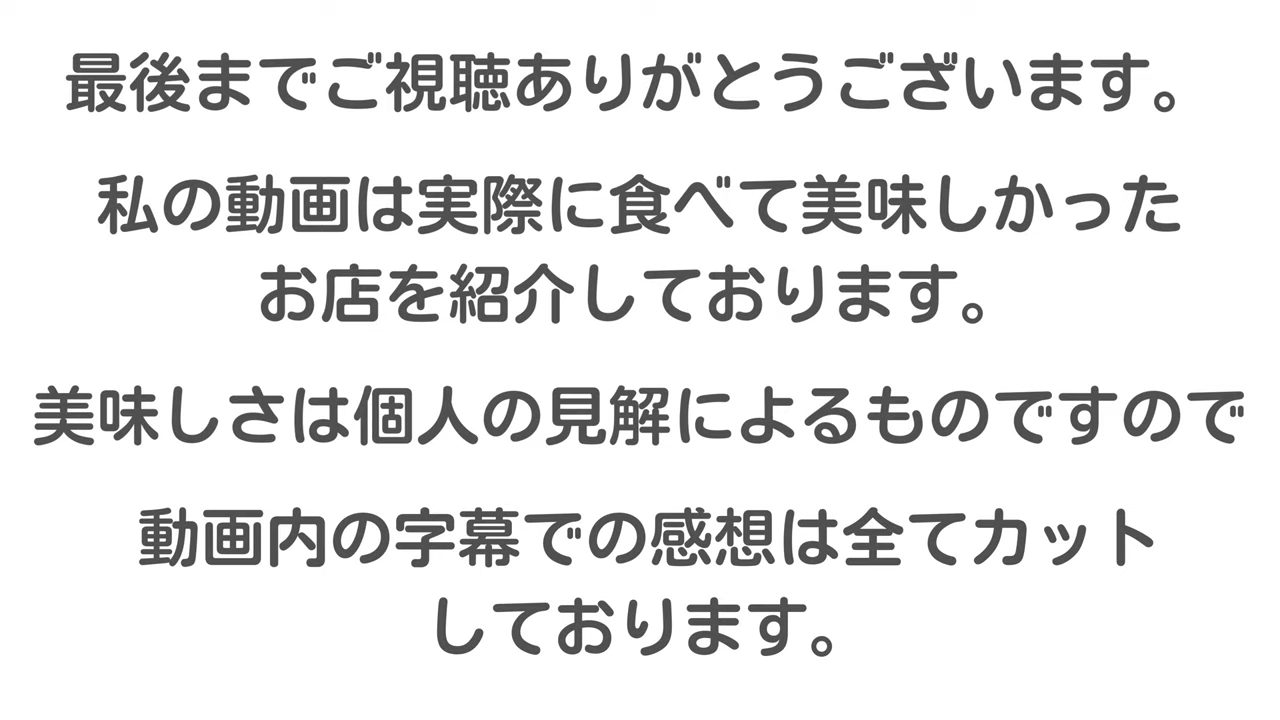 最後までご視聴ありがとうございます。
私の動画は実際に食べて美味しかった
お店を紹介しております。
美味しさは個人の見解によるものですので
動画内の字幕での感想は全てカット
しております。